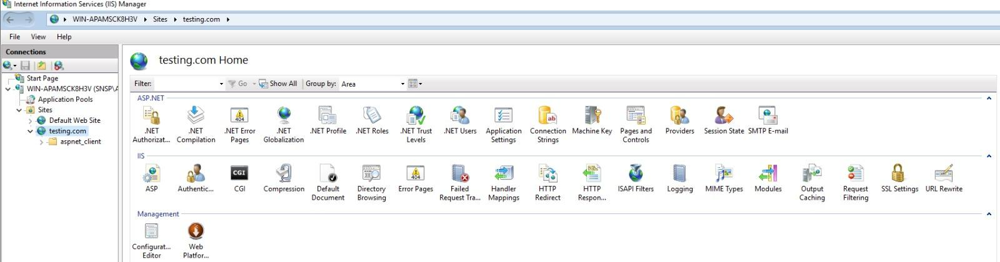 Internet Information Services (IIS) Manager
WIN-APAMSCK8H3V Sites testing.com
File View Help
Connections
Start Page
WIN-APAMSCK8H3V (SNSP\A
Application Pools
Sites
Default Web Site
testing.com
aspnet_client
testing.com Home
Filter: Go Show All Group by: Area
ASP.NET
.NET Authorizat...
.NET Compilation
.NET Error Pages
.NET Globalization
.NET Profile
.NET Roles
.NET Trust Levels
.NET Users
Application Settings
Connection Strings
ab
Machine Key
Pages and Controls
Providers
Session State
SMTP E-mail
404
IIS
ASP
Authentic...
CGI
CGI
Compression
Default Document
Directory Browsing
404
Error Pages
Failed Request Tra...
Handler Mappings
HTTP Redirect
HTTP Respon...
ISAPI Filters
Logging
MIME Types
Modules
Output Caching
Request Filtering
SSL Settings
URL Rewrite
Management
Configurat... Editor
Web Platfor...